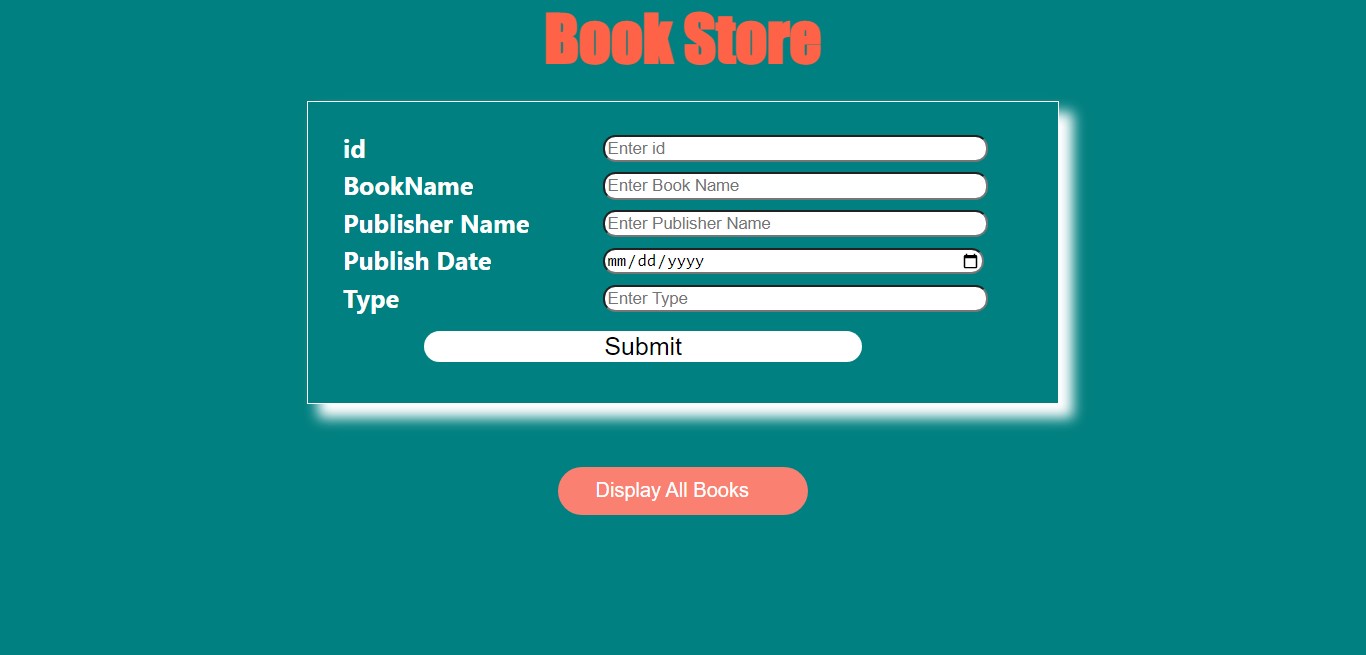 Book Store
id
Enter id
BookName
Enter Book Name
Publisher Name
Enter Publisher Name
Publish Date
mm/dd/yyyy
Type
Enter Type
Submit
Display All Books